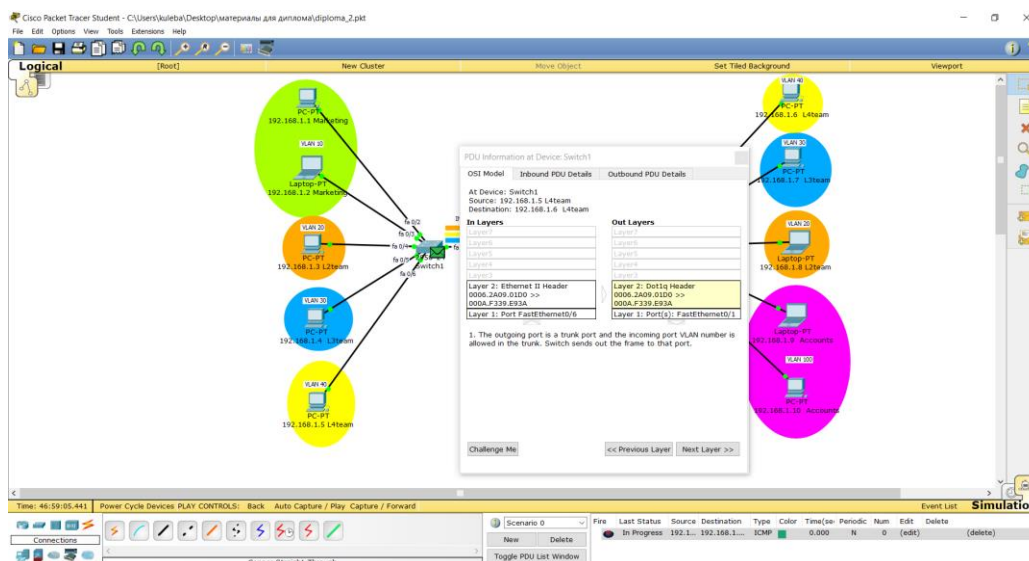 Cisco Packet Tracer Student - C:\Users\kuleba\Desktop\материалы для диплома\diploma_2.pkt
File Edit Options View Tools Extensions Help
Logical
[Root]
New Cluster
Move Object
Set Tiled Background
Viewport
PC-PT
192.168.1.1 Marketing
VLAN 10
Laptop-PT
192.168.1.2 Marketing
VLAN 20
PC-PT
192.168.1.3 L2team
VLAN 30
PC-PT
192.168.1.4 L3team
VLAN 40
PC-PT
192.168.1.5 L4team
fa 0/2
fa 0/3
fa 0/4
fa 0/5
fa 0/6
Switch1
PDU Information at Device: Switch1
OSI Model
Inbound PDU Details
Outbound PDU Details
At Device: Switch1
Source: 192.168.1.5 L4team
Destination: 192.168.1.6 L4team
In Layers
Layer7
Layer6
Layer5
Layer4
Layer3
Layer 2: Ethernet II Header
0006.2A09.01D0 >>
000A.F339.E93A
Layer 1: Port FastEthernet0/6
Out Layers
Layer7
Layer6
Layer5
Layer4
Layer3
Layer 2: Dot1q Header
0006.2A09.01D0 >>
000A.F339.E93A
Layer 1: Port(s): FastEthernet0/1
1. The outgoing port is a trunk port and the incoming port VLAN number is
allowed in the trunk. Switch sends out the frame to that port.
Challenge Me
<< Previous Layer
Next Layer >>
VLAN 40
PC-PT
192.168.1.6 L4team
VLAN 30
PC-PT
192.168.1.7 L3team
VLAN 20
Laptop-PT
192.168.1.8 L2team
Laptop-PT
192.168.1.9 Accounts
VLAN 100
PC-PT
192.168.1.10 Accounts
Time: 46:59:05.441
Power Cycle Devices PLAY CONTROLS: Back Auto Capture / Play Capture / Forward
Event List
Simulatio
Connections
Scenario 0
New
Delete
Toggle PDU List Window
Fire Last Status Source Destination Type Color Time(se Periodic Num Edit Delete
In Progress 192.1... 192.168.1.... ICMP 0.000 N 0 (edit) (delete)